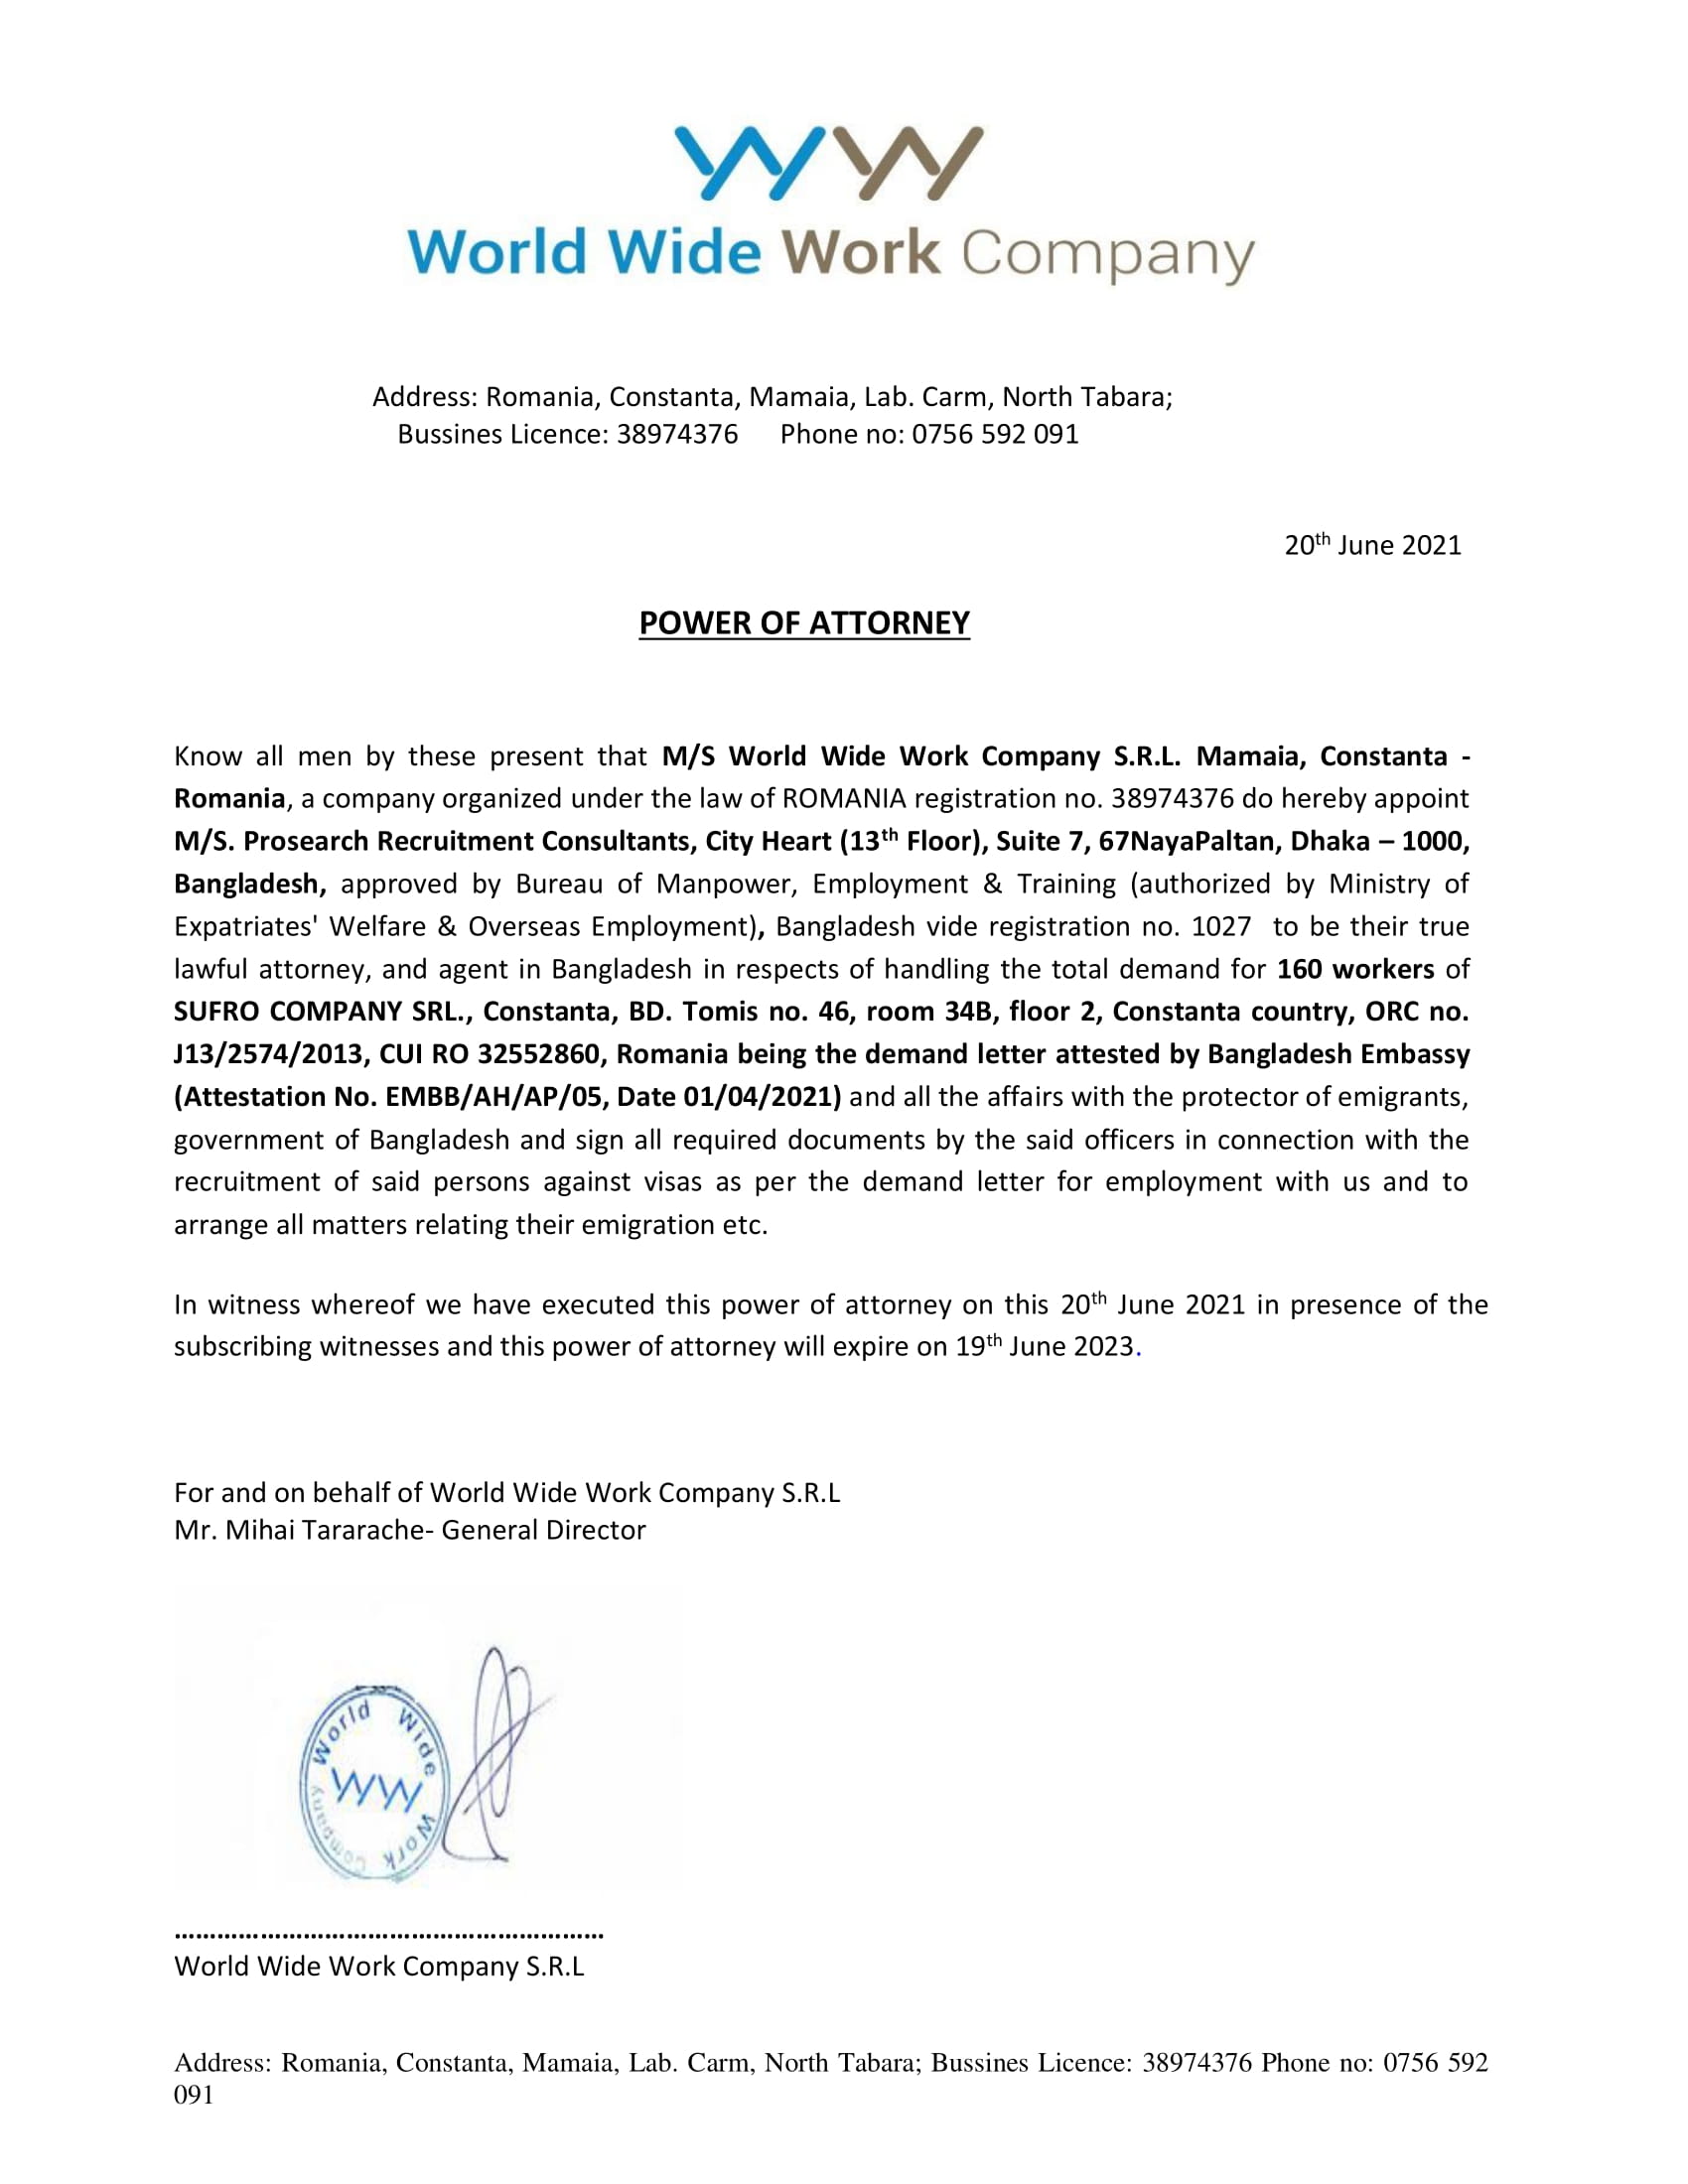 WW
World Wide Work Company
Address: Romania, Constanta, Mamaia, Lab. Carm, North Tabara;
Bussines Licence: 38974376 Phone no: 0756 592 091
20th June 2021
POWER OF ATTORNEY
Know all men by these present that M/S World Wide Work Company S.R.L. Mamaia, Constanta -
Romania, a company organized under the law of ROMANIA registration no. 38974376 do hereby appoint
M/S. Prosearch Recruitment Consultants, City Heart (13th Floor), Suite 7, 67NayaPaltan, Dhaka – 1000,
Bangladesh, approved by Bureau of Manpower, Employment & Training (authorized by Ministry of
Expatriates' Welfare & Overseas Employment), Bangladesh vide registration no. 1027 to be their true
lawful attorney, and agent in Bangladesh in respects of handling the total demand for 160 workers of
SUFRO COMPANY SRL., Constanta, BD. Tomis no. 46, room 34B, floor 2, Constanta country, ORC no.
J13/2574/2013, CUI RO 32552860, Romania being the demand letter attested by Bangladesh Embassy
(Attestation No. EMBB/AH/AP/05, Date 01/04/2021) and all the affairs with the protector of emigrants,
government of Bangladesh and sign all required documents by the said officers in connection with the
recruitment of said persons against visas as per the demand letter for employment with us and to
arrange all matters relating their emigration etc.
In witness whereof we have executed this power of attorney on this 20th June 2021 in presence of the
subscribing witnesses and this power of attorney will expire on 19th June 2023.
For and on behalf of World Wide Work Company S.R.L
Mr. Mihai Tararache- General Director
World Wide Work Company
WW
............................................................
World Wide Work Company S.R.L
Address: Romania, Constanta, Mamaia, Lab. Carm, North Tabara; Bussines Licence: 38974376 Phone no: 0756 592
091